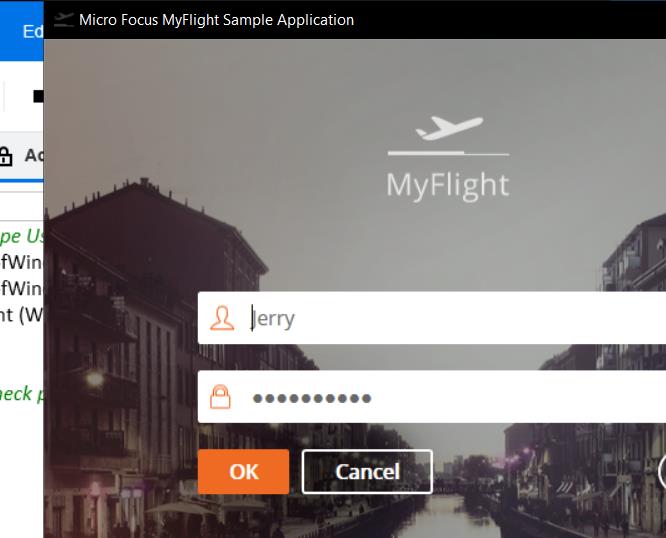 Micro Focus MyFlight Sample Application
Ed
Ac
MyFlight
pe Us
fWin
fWin
nt (W
Jerry
heck p
OK
Cancel